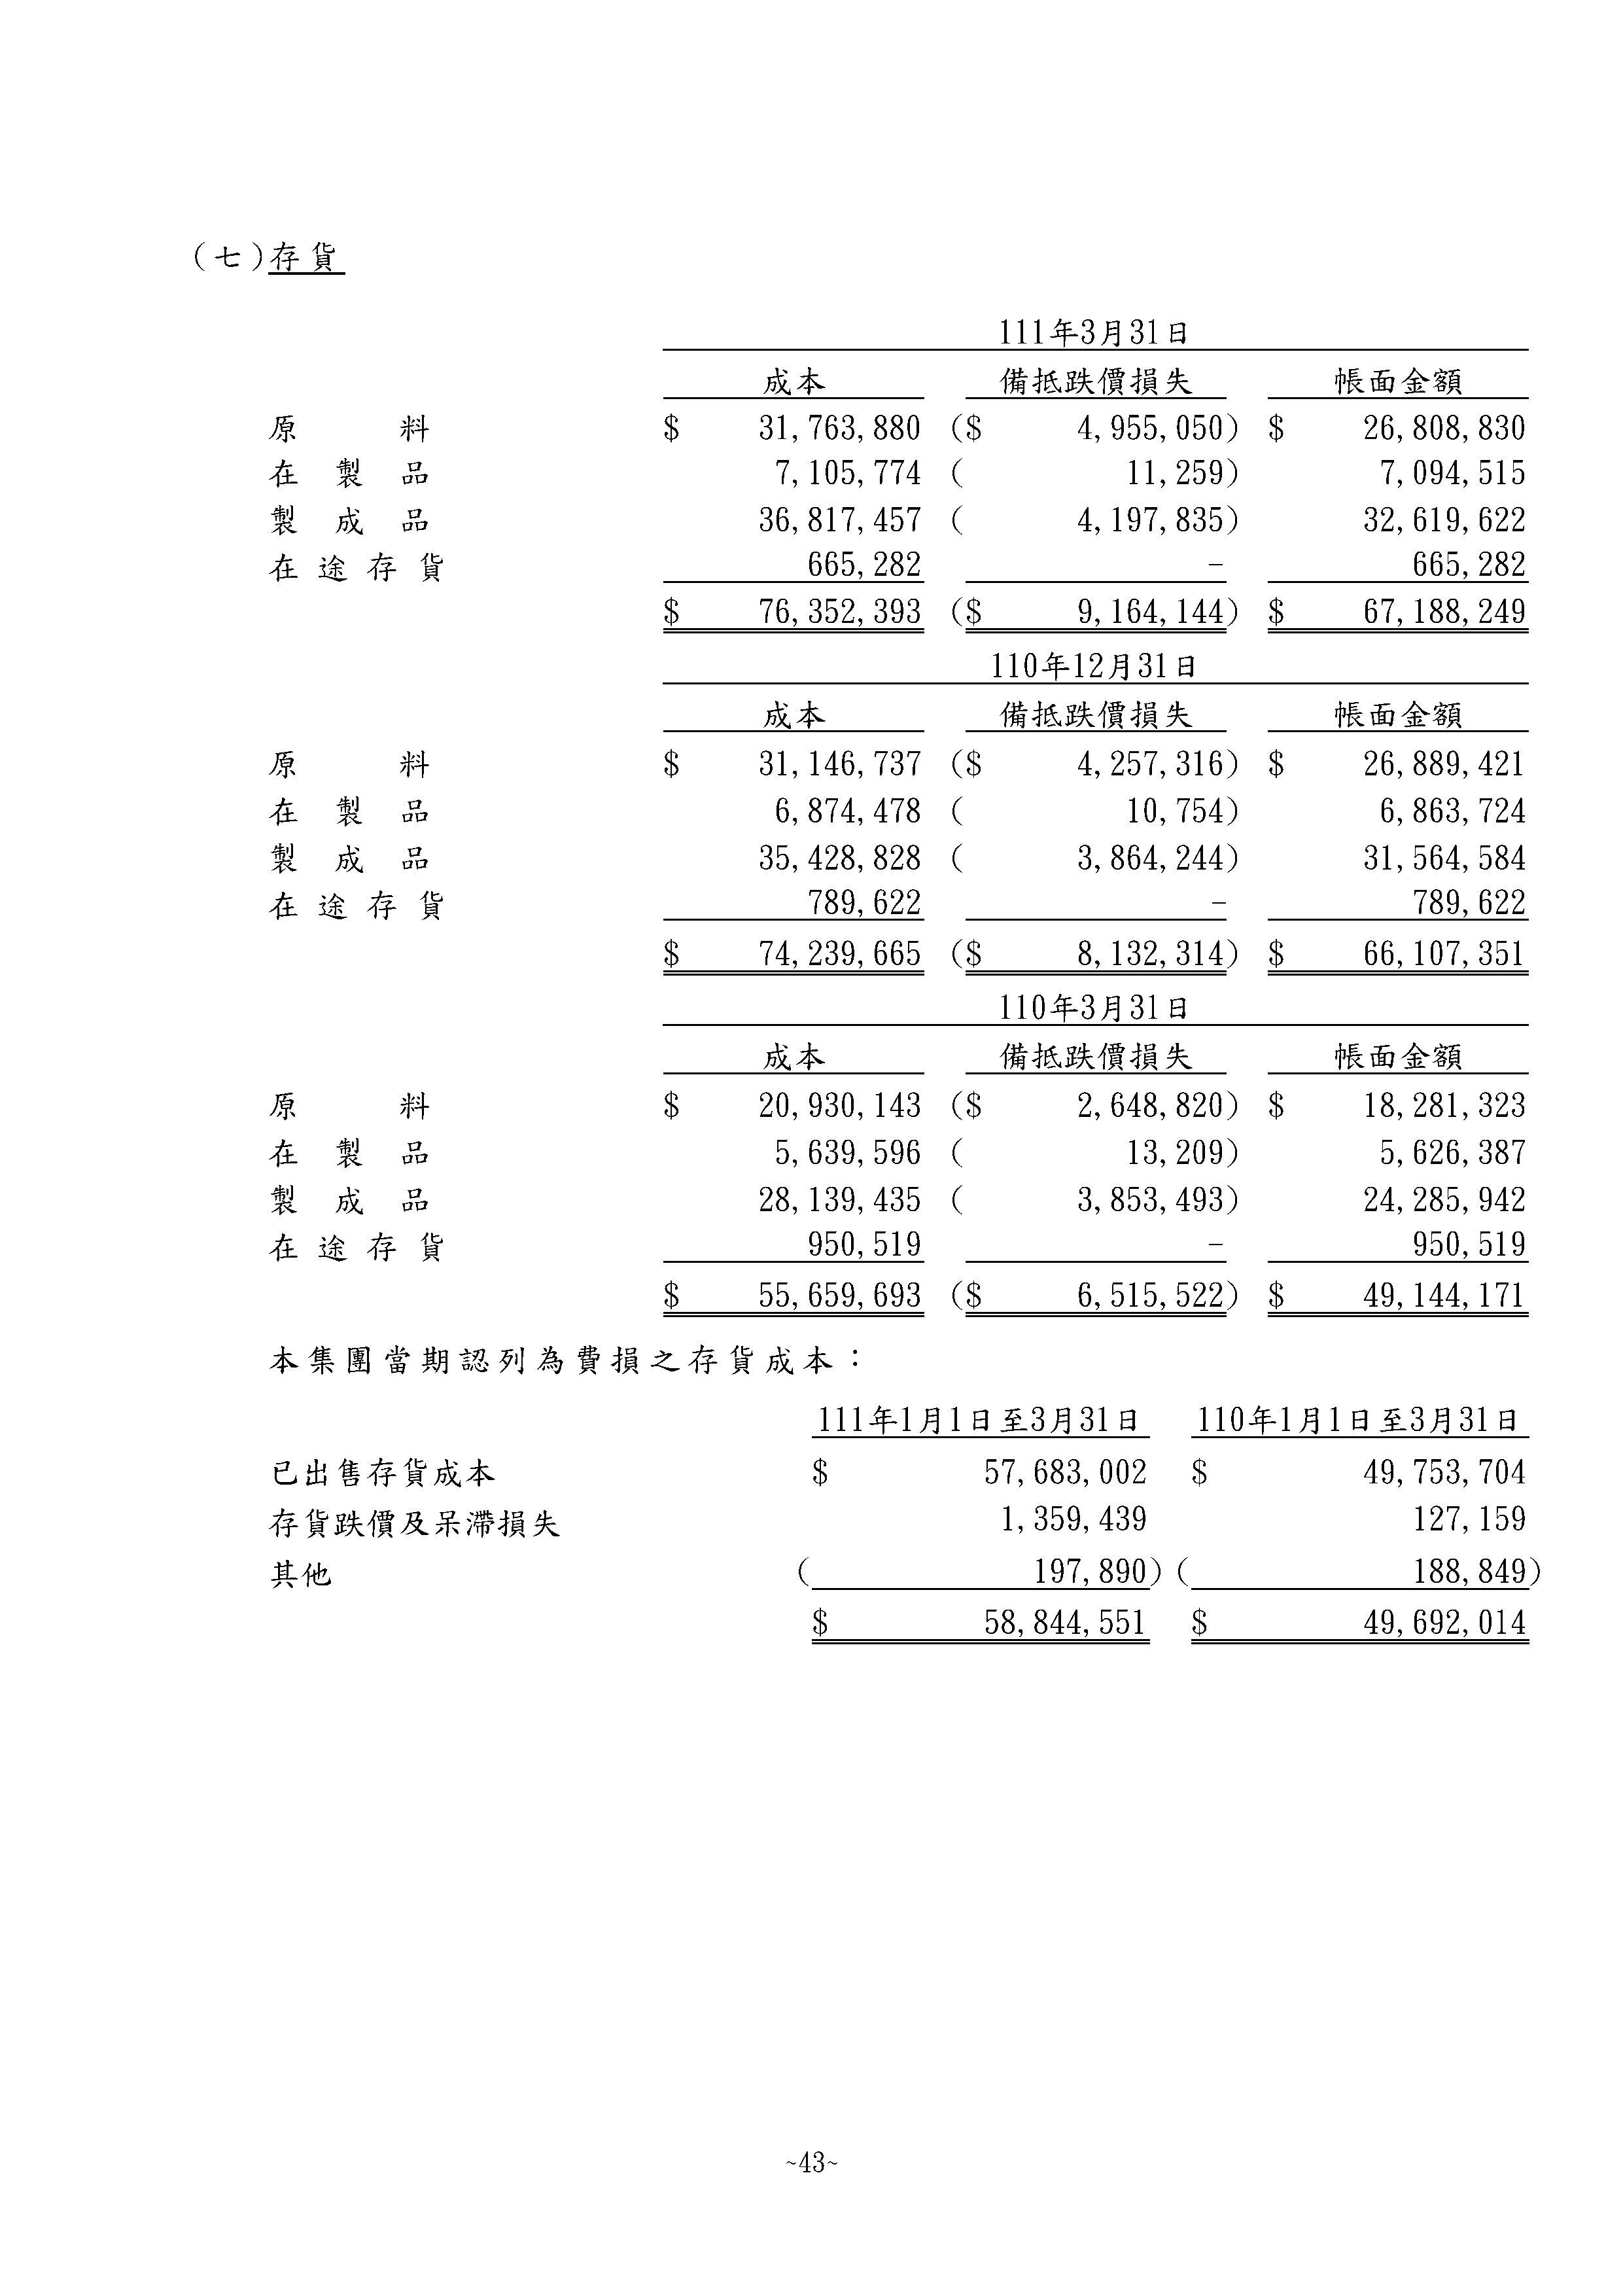 (七)存貨
111年3月31日
成本 備抵跌價損失 帳面金額
原料 $ 31,763,880 ($ 4,955,050) $ 26,808,830
在製品 7,105,774 ( 11,259) 7,094,515
製成品 36,817,457 ( 4,197,835) 32,619,622
在途存貨 665,282 - 665,282
$ 76,352,393 ($ 9,164,144) $ 67,188,249
110年12月31日
成本 備抵跌價損失 帳面金額
原料 $ 31,146,737 ($ 4,257,316) $ 26,889,421
在製品 6,874,478 ( 10,754) 6,863,724
製成品 35,428,828 ( 3,864,244) 31,564,584
在途存貨 789,622 - 789,622
$ 74,239,665 ($ 8,132,314) $ 66,107,351
110年3月31日
成本 備抵跌價損失 帳面金額
原料 $ 20,930,143 ($ 2,648,820) $ 18,281,323
在製品 5,639,596 ( 13,209) 5,626,387
製成品 28,139,435 ( 3,853,493) 24,285,942
在途存貨 950,519 - 950,519
$ 55,659,693 ($ 6,515,522) $ 49,144,171
本集團當期認列為費損之存貨成本：
111年1月1日至3月31日 110年1月1日至3月31日
已出售存貨成本 $ 57,683,002 $ 49,753,704
存貨跌價及呆滯損失 1,359,439 127,159
其他 ( 197,890) ( 188,849)
$ 58,844,551 $ 49,692,014
~43~